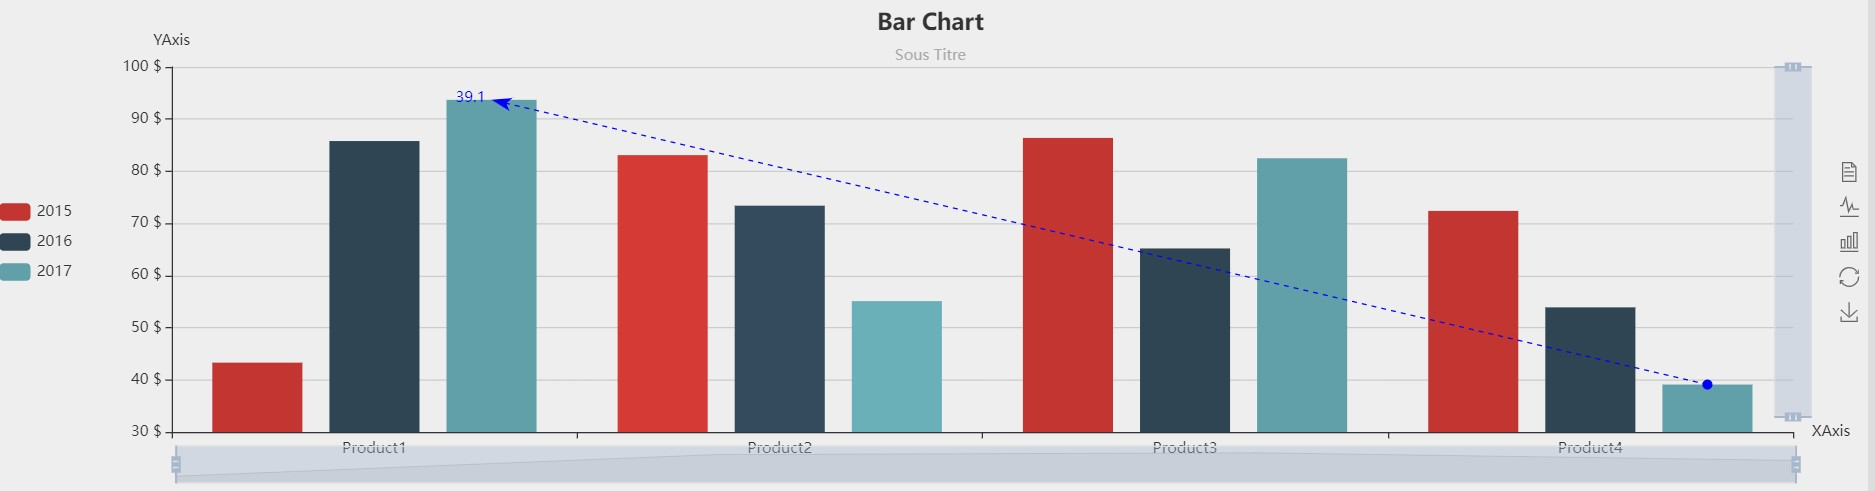 Bar Chart
Sous Titre
YAxis
100 $
90 $
80 $
70 $
60 $
50 $
40 $
30 $
39.1
2015
2016
2017
Product1
Product2
Product3
Product4
XAxis